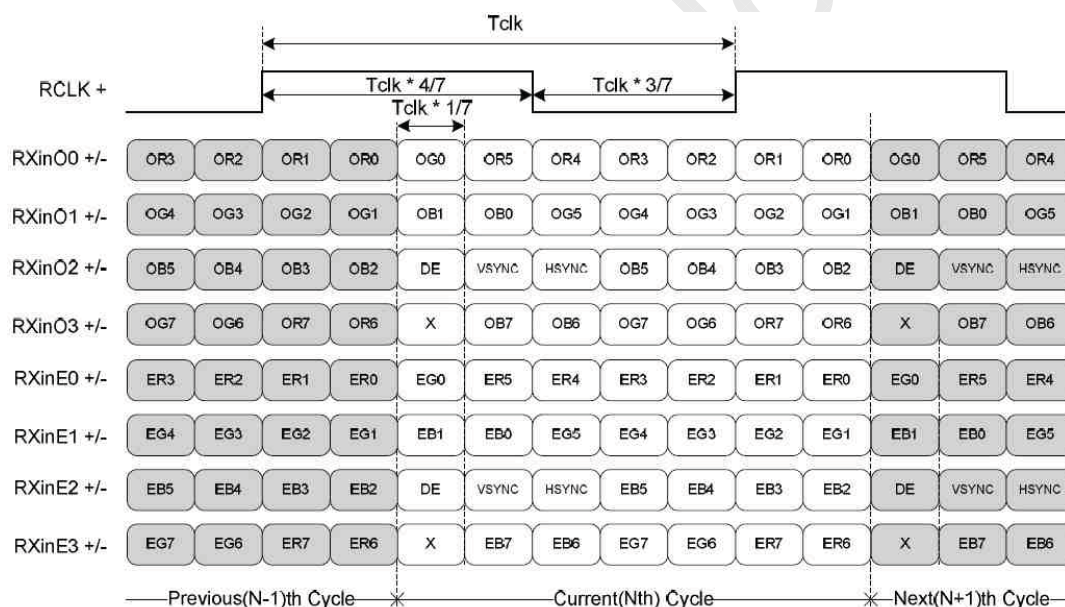 Tclk
RCLK +
Tclk * 4/7
Tclk * 3/7
Tclk * 1/7
RXinO0 +/- OR3 OR2 OR1 OR0 OG0 OR5 OR4 OR3 OR2 OR1 OR0 OG0 OR5 OR4
RXinO1 +/- OG4 OG3 OG2 OG1 OB1 OB0 OG5 OG4 OG3 OG2 OG1 OB1 OB0 OG5
RXinO2 +/- OB5 OB4 OB3 OB2 DE VSYNC HSYNC OB5 OB4 OB3 OB2 DE VSYNC HSYNC
RXinO3 +/- OG7 OG6 OR7 OR6 X OB7 OB6 OG7 OG6 OR7 OR6 X OB7 OB6
RXinE0 +/- ER3 ER2 ER1 ER0 EG0 ER5 ER4 ER3 ER2 ER1 ER0 EG0 ER5 ER4
RXinE1 +/- EG4 EG3 EG2 EG1 EB1 EB0 EG5 EG4 EG3 EG2 EG1 EB1 EB0 EG5
RXinE2 +/- EB5 EB4 EB3 EB2 DE VSYNC HSYNC EB5 EB4 EB3 EB2 DE VSYNC HSYNC
RXinE3 +/- EG7 EG6 ER7 ER6 X EB7 EB6 EG7 EG6 ER7 ER6 X EB7 EB6
Previous(N-1)th Cycle Current(Nth) Cycle Next(N+1)th Cycle